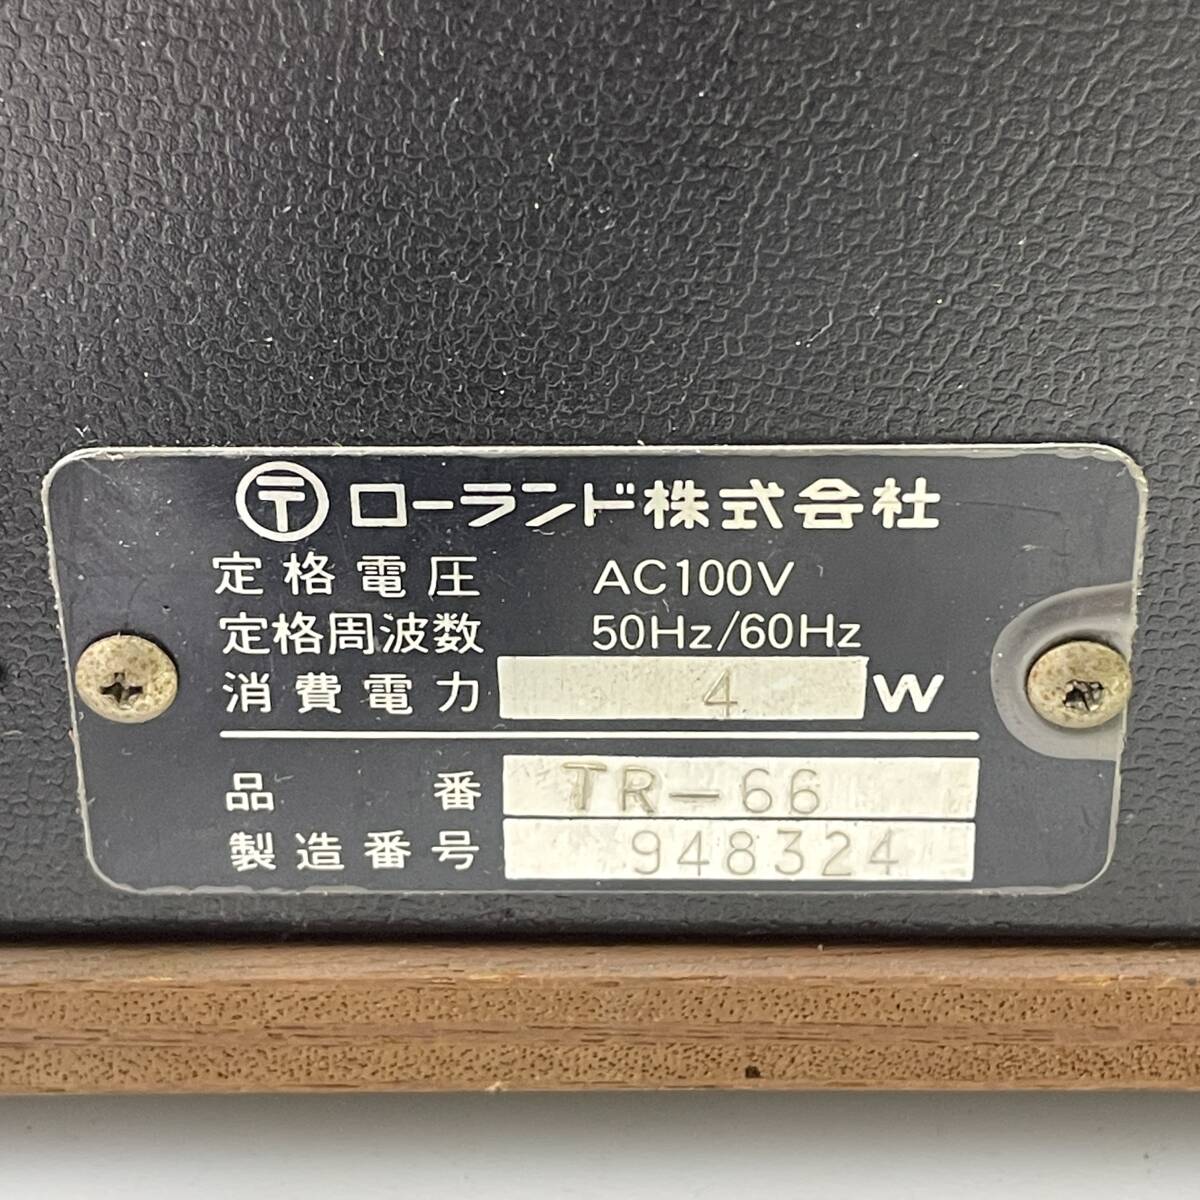 〒 ローランド株式会社
定格電圧 AC100V
定格周波数 50Hz/60Hz
消費電力 4 W
品番 TR-66
製造番号 948324